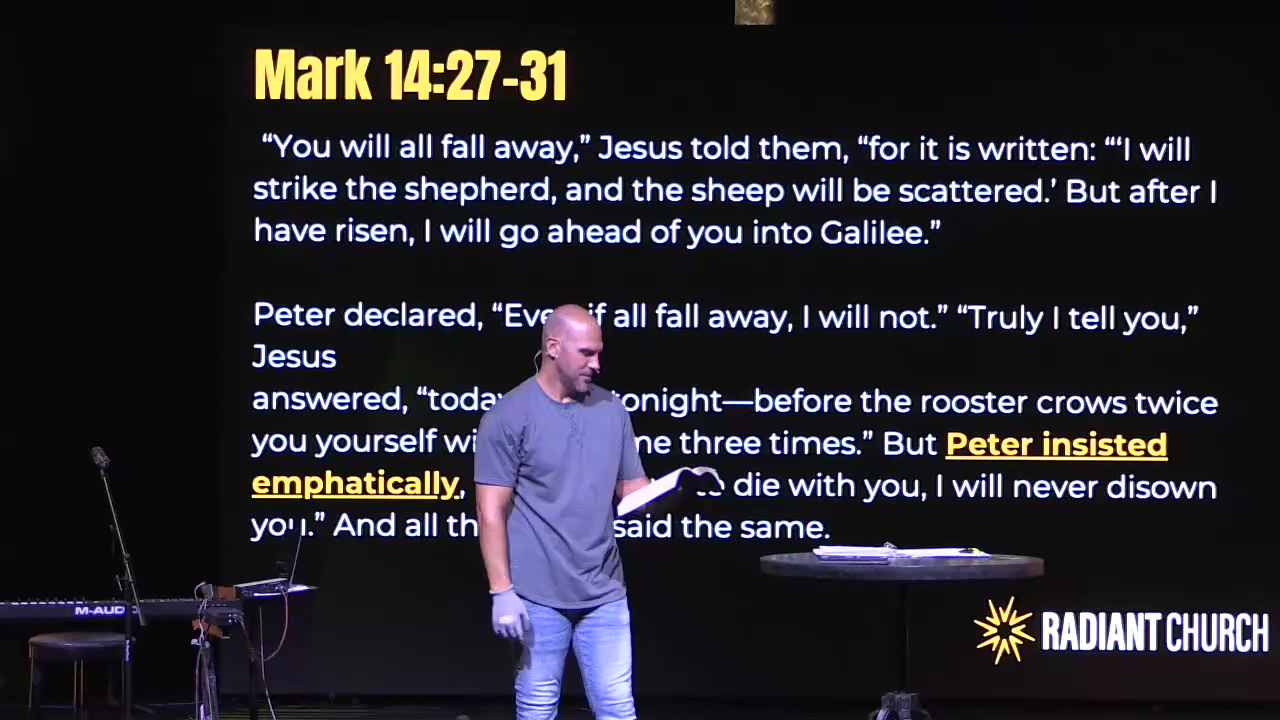 Mark 14:27-31
“You will all fall away,” Jesus told them, “for it is written: “‘I will
strike the shepherd, and the sheep will be scattered.’ But after I
have risen, I will go ahead of you into Galilee.”
Peter declared, “Even if all fall away, I will not.” “Truly I tell you,”
Jesus
answered, “today tonight—before the rooster crows twice
you yourself me three times.” But Peter insisted
emphatically, to die with you, I will never disown
you.” And all said the same.
M-AUDIO
RADIANT CHURCH